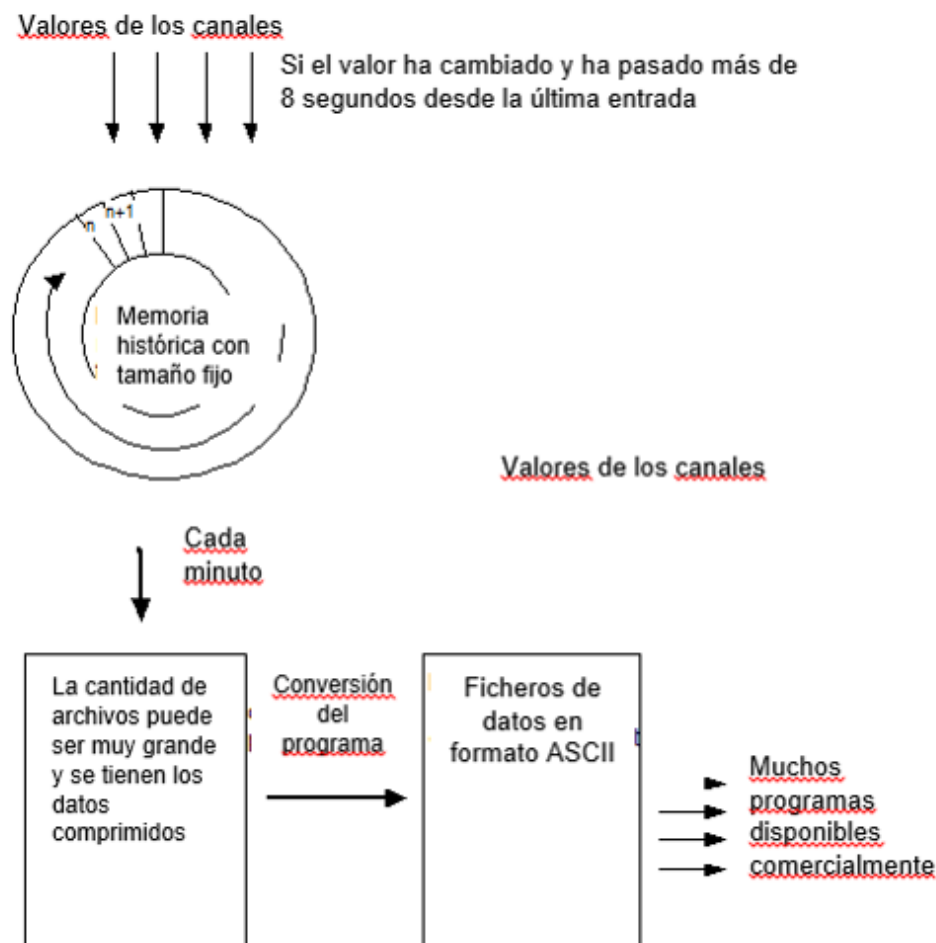 Valores de los canales
Si el valor ha cambiado y ha pasado más de
8 segundos desde la última entrada
n
n+1
Memoria
histórica con
tamaño fijo
Valores de los canales
Cada
minuto
La cantidad de
archivos puede
ser muy grande
y se tienen los
datos
comprimidos
Conversión
del
programa
Ficheros de
datos en
formato ASCII
Muchos
programas
disponibles
comercialmente